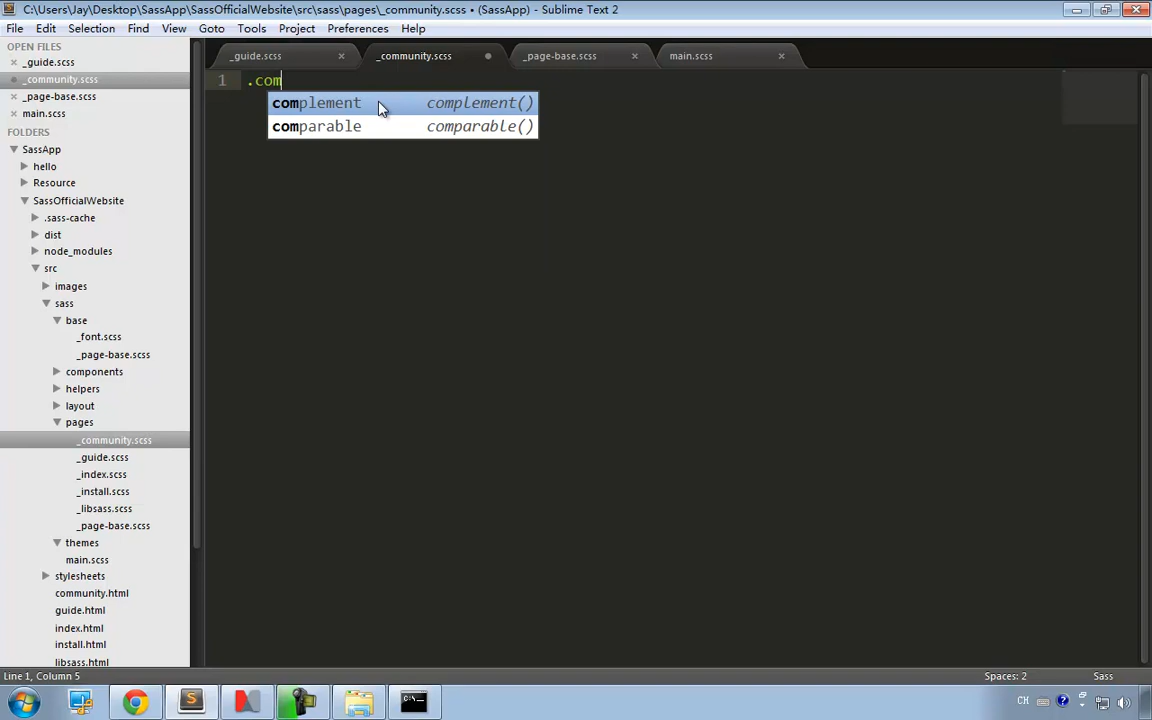 C:\Users\Jay\Desktop\SassApp\SassOfficialWebsite\src\sass\pages\_community.scss • (SassApp) - Sublime Text 2
File Edit Selection Find View Goto Tools Project Preferences Help
OPEN FILES
_guide.scss
_community.scss
_page-base.scss
main.scss
FOLDERS
SassApp
hello
Resource
SassOfficialWebsite
.sass-cache
dist
node_modules
src
images
sass
base
_font.scss
_page-base.scss
components
helpers
layout
pages
_community.scss
_guide.scss
_index.scss
_install.scss
_libsass.scss
_page-base.scss
themes
main.scss
stylesheets
community.html
guide.html
index.html
install.html
libsass.html
_guide.scss _community.scss _page-base.scss main.scss
1 .com
complement complement()
comparable comparable()
Line 1, Column 5 Spaces: 2 Sass
CH